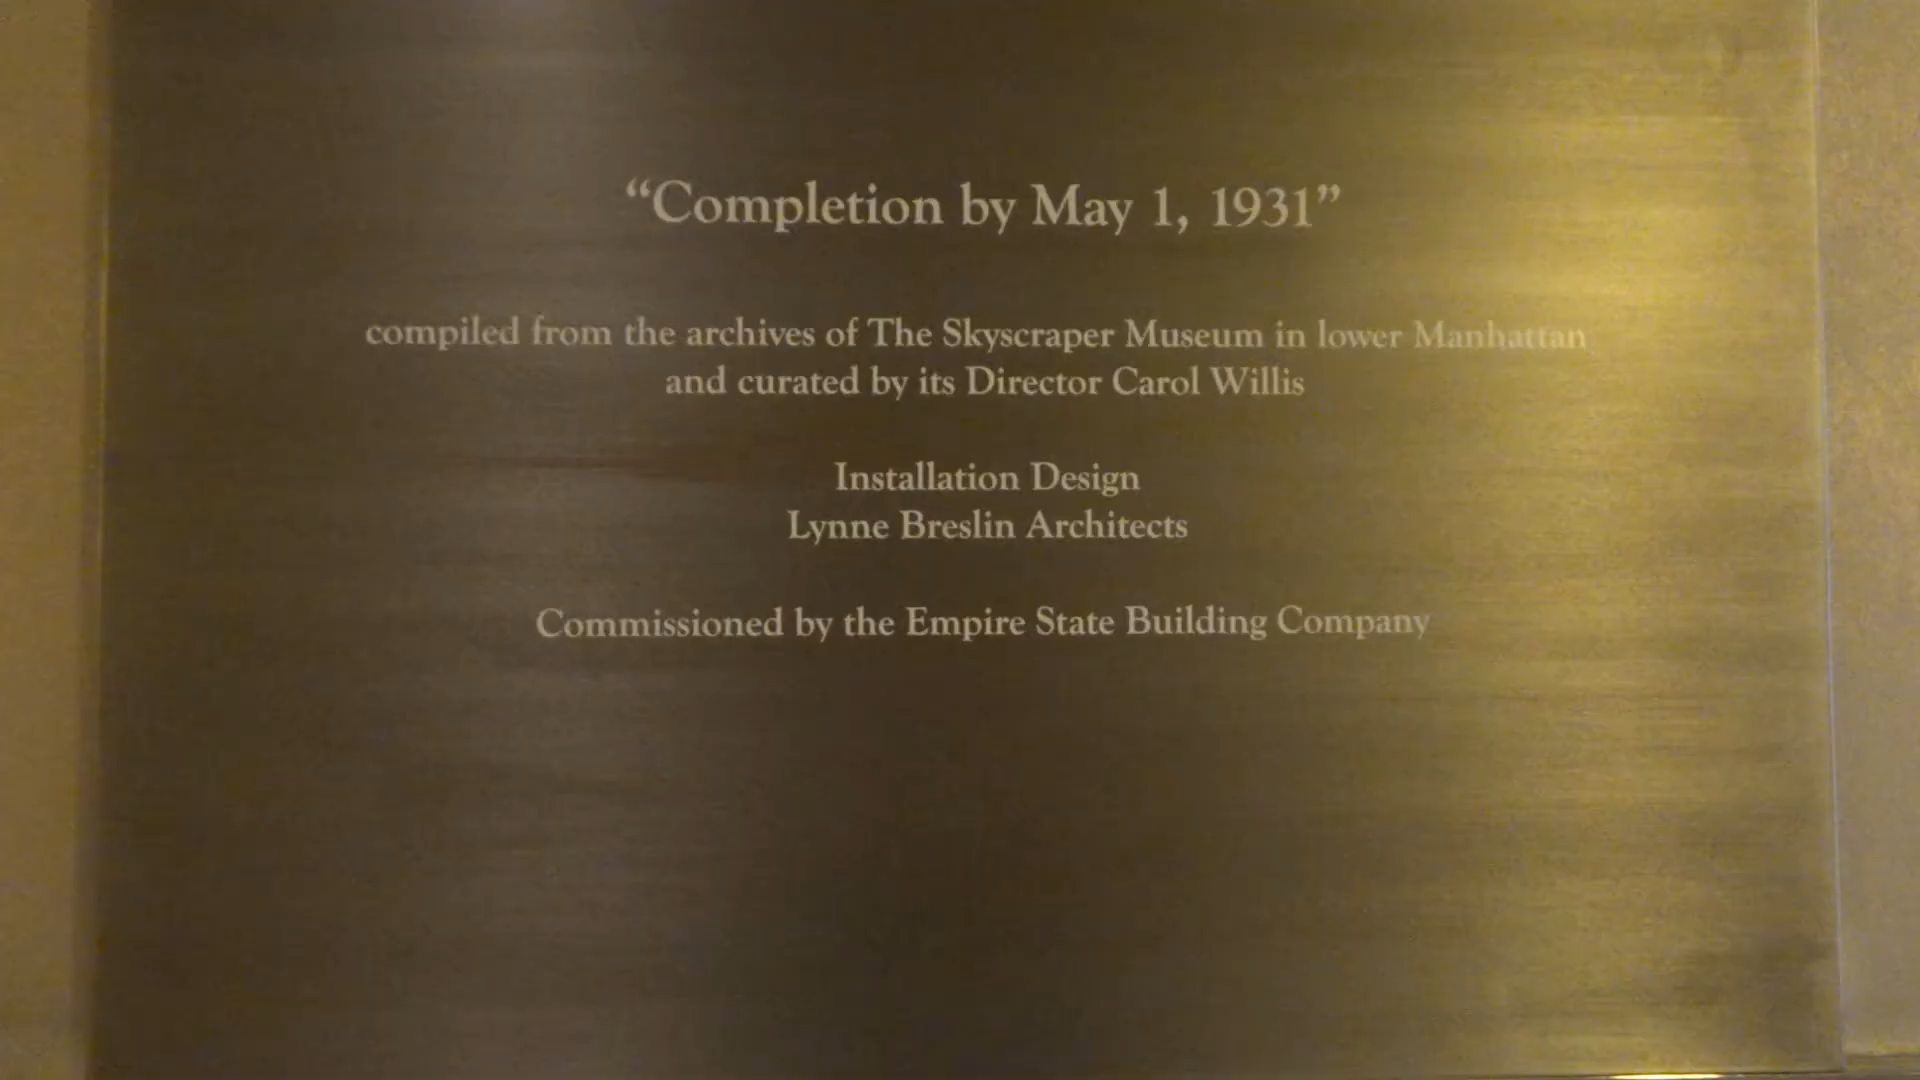 “Completion by May 1, 1931”
compiled from the archives of The Skyscraper Museum in lower Manhattan
and curated by its Director Carol Willis
Installation Design
Lynne Breslin Architects
Commissioned by the Empire State Building Company